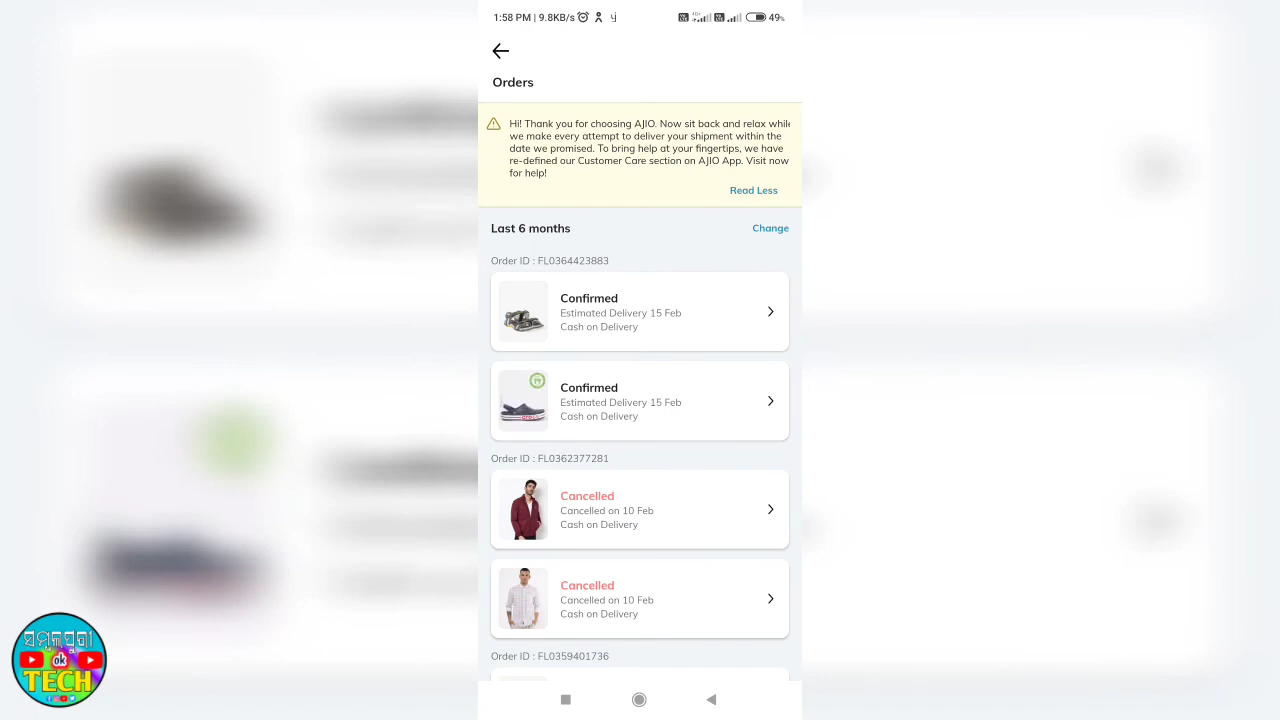 1:58 PM | 9.8KB/s
49%
Orders
Hi! Thank you for choosing AJIO. Now sit back and relax while
we make every attempt to deliver your shipment within the
date we promised. To bring help at your fingertips, we have
re-defined our Customer Care section on AJIO App. Visit now
for help!
Read Less
Last 6 months
Change
Order ID : FL0364423883
Confirmed
Estimated Delivery 15 Feb
Cash on Delivery
Confirmed
Estimated Delivery 15 Feb
Cash on Delivery
Order ID : FL0362377281
Cancelled
Cancelled on 10 Feb
Cash on Delivery
Cancelled
Cancelled on 10 Feb
Cash on Delivery
Order ID : FL0359401736
ସମ୍ବଲପୁରୀ
ok
TECH